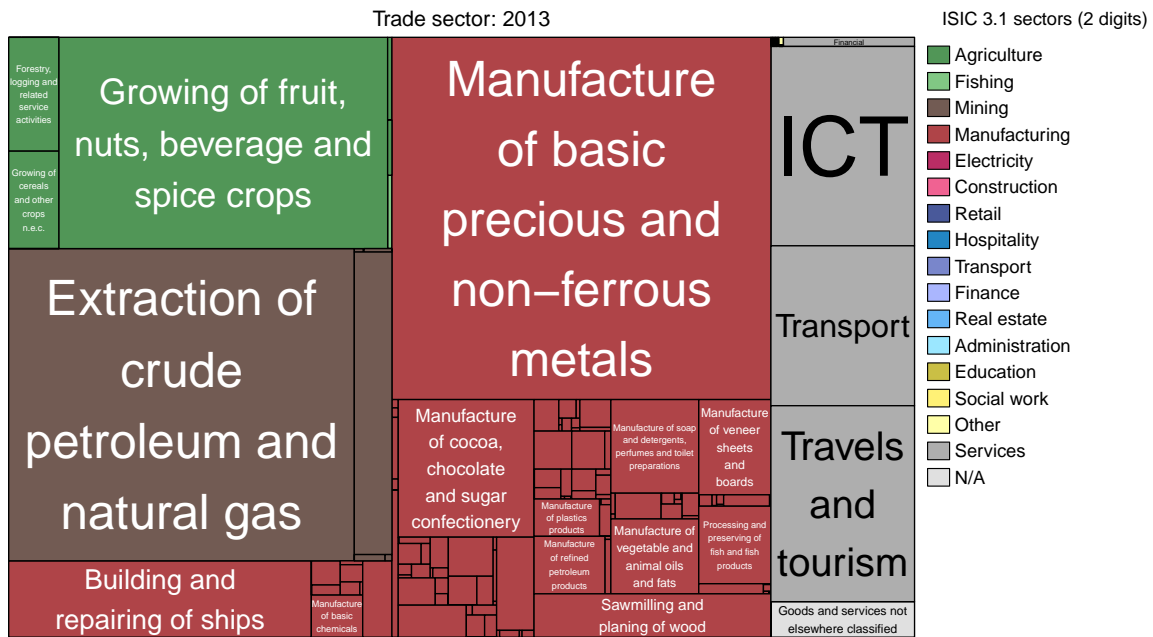 Trade sector: 2013
ISIC 3.1 sectors (2 digits)
Forestry,
logging and
related
service
activities
Growing of
cereals
and other
crops
n.e.c.
Growing of fruit,
nuts, beverage and
spice crops
Extraction of
crude
petroleum and
natural gas
Building and
repairing of ships
Manufacture
of basic
chemicals
Manufacture
of basic
precious and
non−ferrous
metals
Manufacture
of cocoa,
chocolate
and sugar
confectionery
Manufacture
of plastics
products
Manufacture
of refined
petroleum
products
Manufacture of soap
and detergents,
perfumes and toilet
preparations
Manufacture of
vegetable and
animal oils
and fats
Manufacture
of veneer
sheets
and
boards
Processing and
preserving of
fish and fish
products
Sawmilling and
planing of wood
Financial
ICT
Transport
Travels
and
tourism
Goods and services not
elsewhere classified
Agriculture
Fishing
Mining
Manufacturing
Electricity
Construction
Retail
Hospitality
Transport
Finance
Real estate
Administration
Education
Social work
Other
Services
N/A